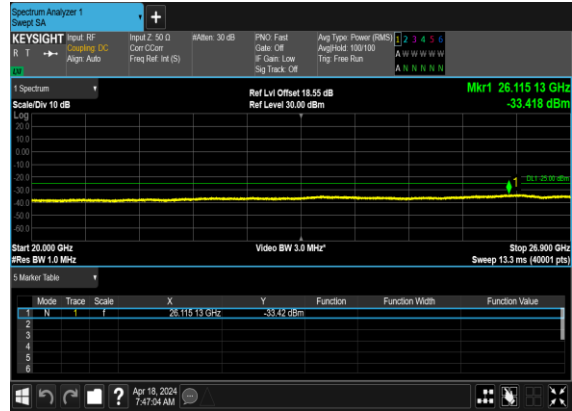 Spectrum Analyzer 1
Swept SA
+
KEYSIGHT Input: RF Input Z: 50 Ω #Atten: 30 dB PNO: Fast Avg Type: Power (RMS) 1 2 3 4 5 6
R T Coupling: DC Corr CCorr Gate: Off Avg|Hold: 100/100 A W W W W W
Align: Auto Freq Ref: Int (S) IF Gain: Low Trig: Free Run
Sig Track: Off A N N N N N
1 Spectrum Ref Lvl Offset 18.55 dB Mkr1 26.115 13 GHz
Scale/Div 10 dB Ref Level 30.00 dBm -33.418 dBm
Log
20.0
10.0
0.00
-10.0
-20.0
-30.0
-40.0
-50.0
-60.0
1
Start 20.000 GHz Video BW 3.0 MHz* Stop 26.900 GHz
#Res BW 1.0 MHz Sweep 13.3 ms (40001 pts)
5 Marker Table
Mode Trace Scale X Y Function Function Width Function Value
1 N 1 f 26.115 13 GHz -33.42 dBm
2
3
4
5
6
? Apr 18, 2024
7:47:04 AM